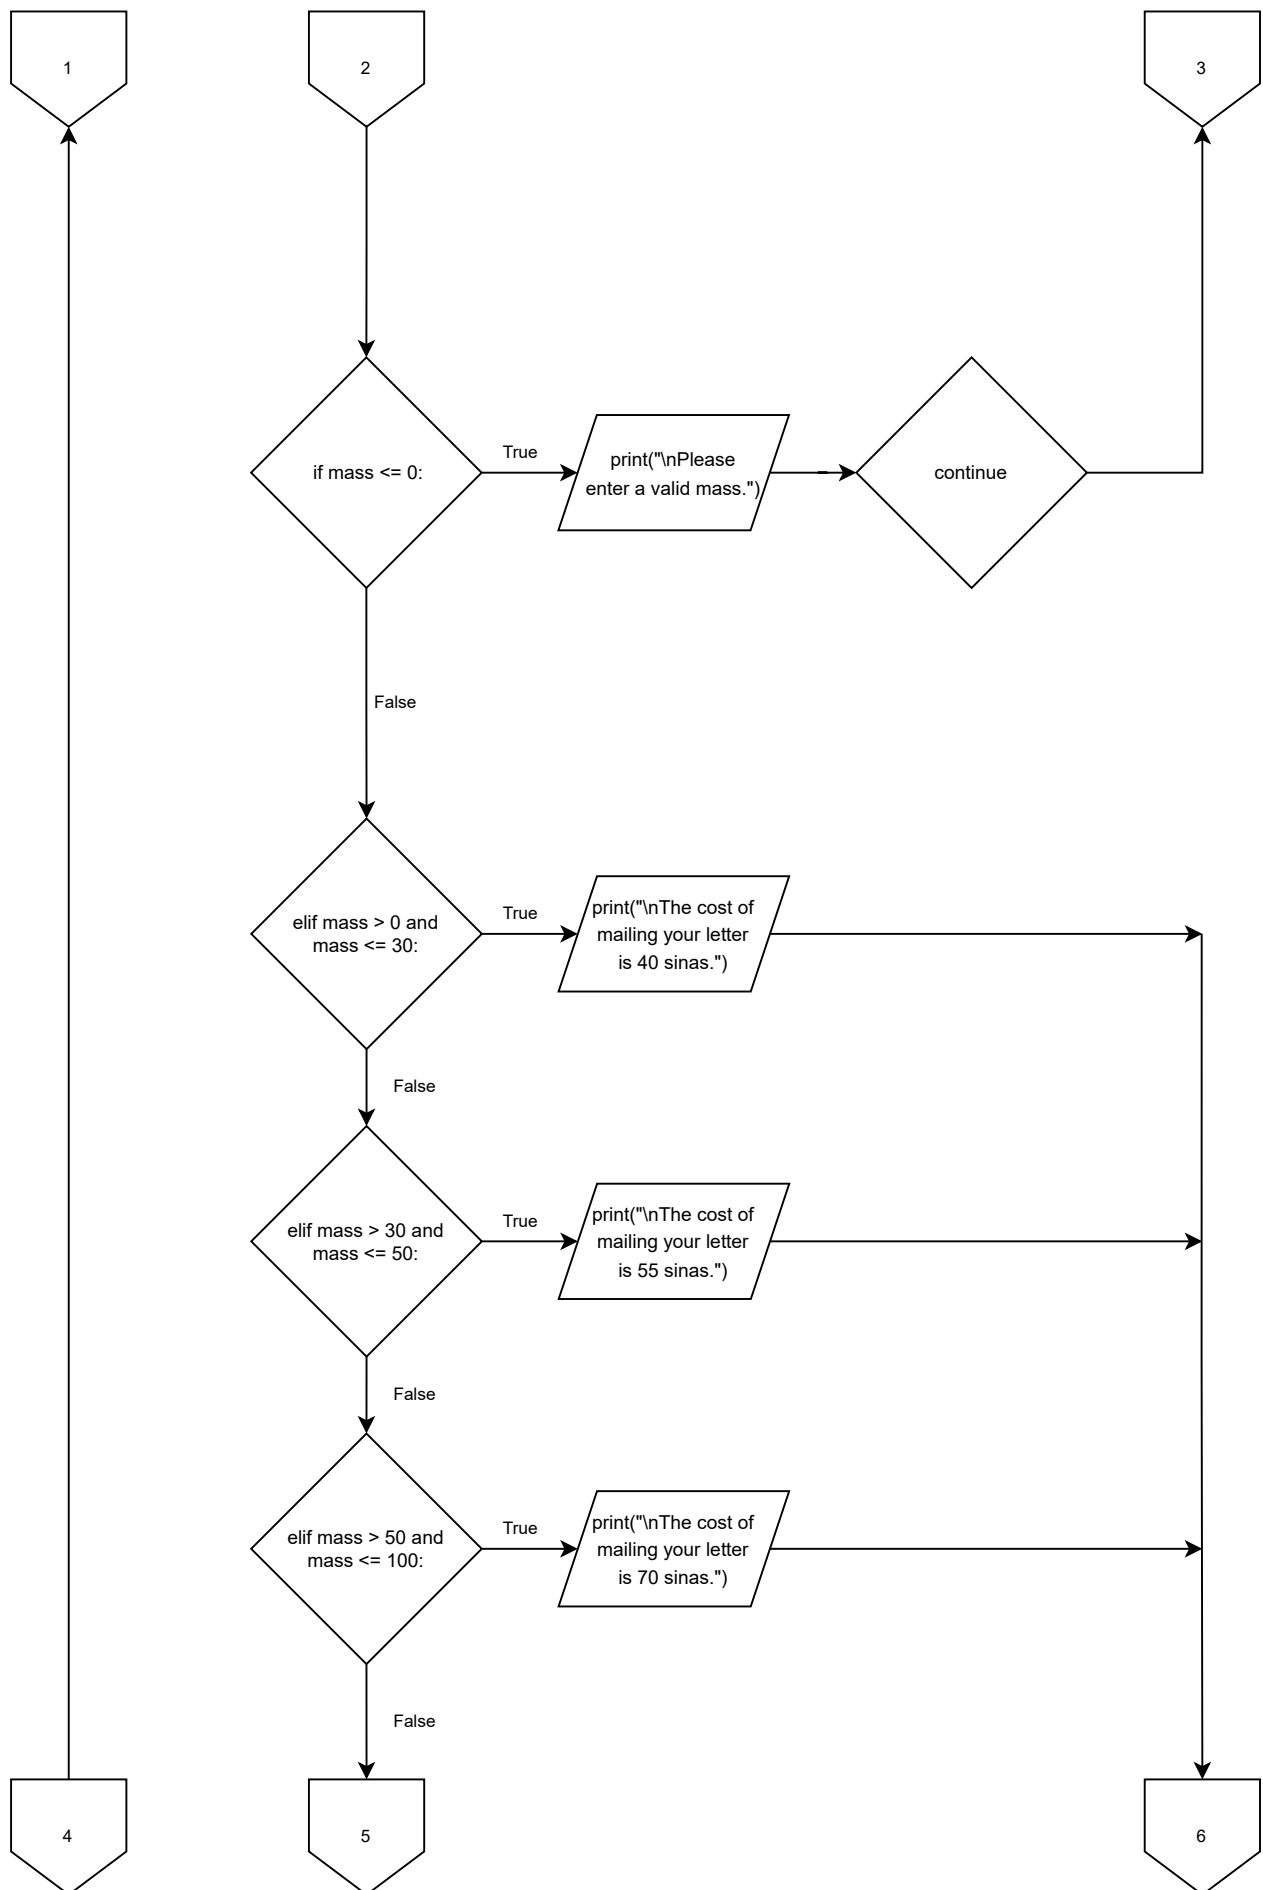 1
2
3
if mass <= 0:
True
print("\nPlease
enter a valid mass.")
continue
False
elif mass > 0 and
mass <= 30:
True
print("\nThe cost of
mailing your letter
is 40 sinas.")
False
elif mass > 30 and
mass <= 50:
True
print("\nThe cost of
mailing your letter
is 55 sinas.")
False
elif mass > 50 and
mass <= 100:
True
print("\nThe cost of
mailing your letter
is 70 sinas.")
False
4
5
6